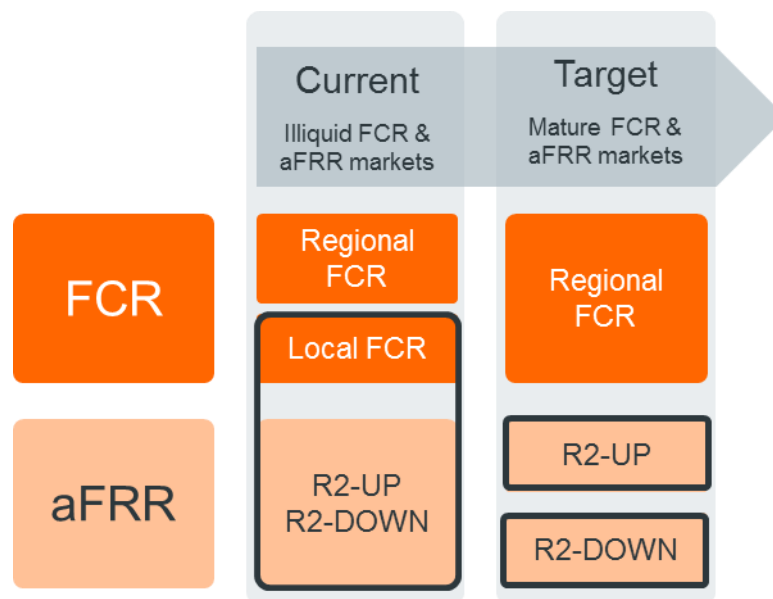 Current
Illiquid FCR &
aFRR markets
Target
Mature FCR &
aFRR markets
FCR
Regional
FCR
Local FCR
Regional
FCR
aFRR
R2-UP
R2-DOWN
R2-UP
R2-DOWN